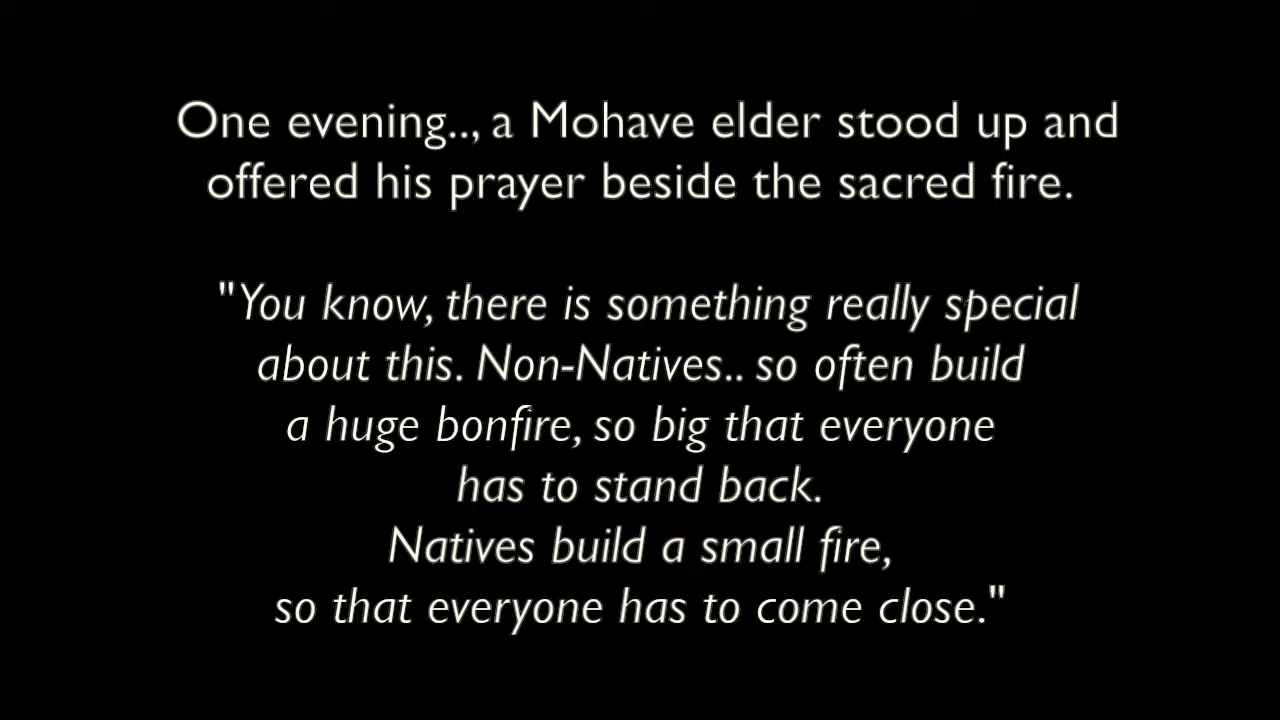 One evening.., a Mohave elder stood up and
offered his prayer beside the sacred fire.
"You know, there is something really special
about this. Non-Natives.. so often build
a huge bonfire, so big that everyone
has to stand back.
Natives build a small fire,
so that everyone has to come close."